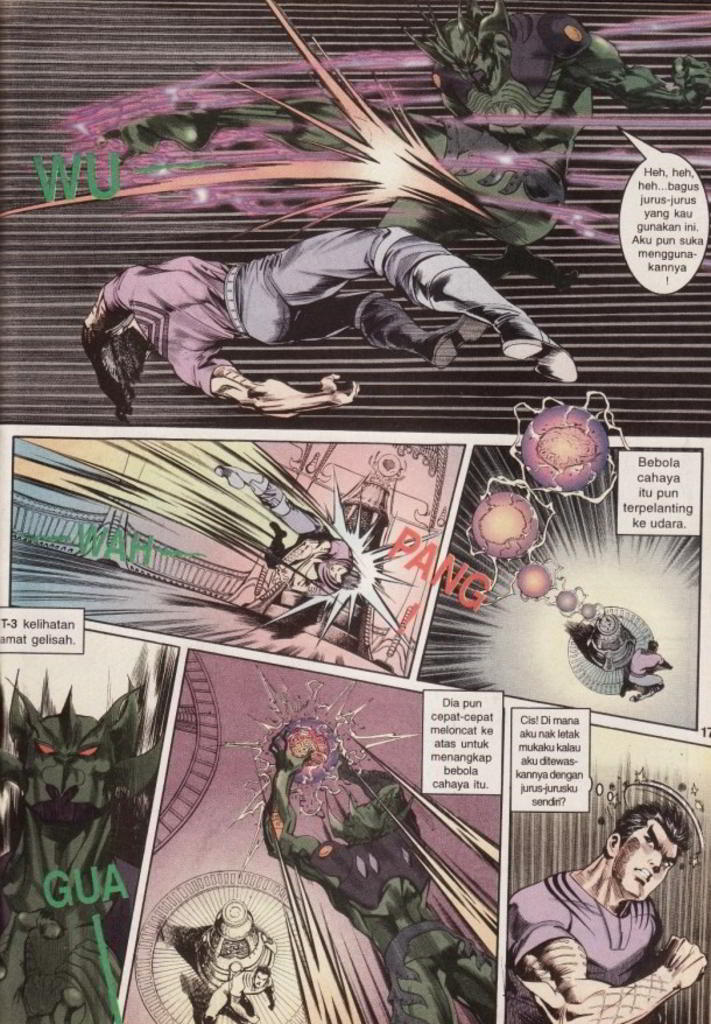 WU
Heh, heh,
heh...bagus
jurus-jurus
yang kau
gunakan ini.
Aku pun suka
mengguna-
kannya
!
WAH
PANG
Bebola
cahaya
itu pun
terpelanting
ke udara.
T-3 kelihatan
amat gelisah.
GUA
Dia pun
cepat-cepat
meloncat ke
atas untuk
menangkap
bebola
cahaya itu.
17
Cis! Di mana
aku nak letak
mukaku kalau
aku ditewas-
kannya dengan
jurus-jurusku
sendiri?